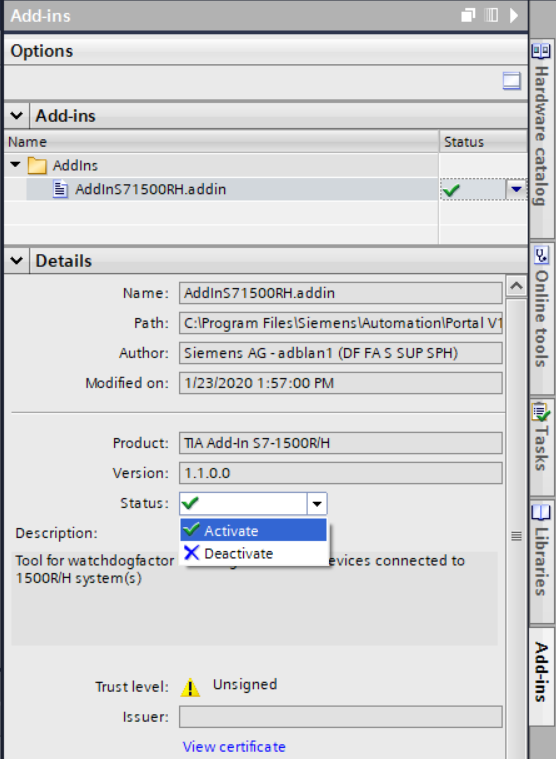 Add-ins
Options
Add-ins
Name Status
AddIns
AddInS71500RH.addin
Details
Name: AddInS71500RH.addin
Path: C:\Program Files\Siemens\Automation\Portal V1
Author: Siemens AG - adblan1 (DF FA S SUP SPH)
Modified on: 1/23/2020 1:57:00 PM
Product: TIA Add-In S7-1500R/H
Version: 1.1.0.0
Status:
Activate
Deactivate
Description:
Tool for watchdogfactor evices connected to
1500R/H system(s)
Trust level: Unsigned
Issuer:
View certificate
Hardware catalog
Online tools
Tasks
Libraries
Add-ins